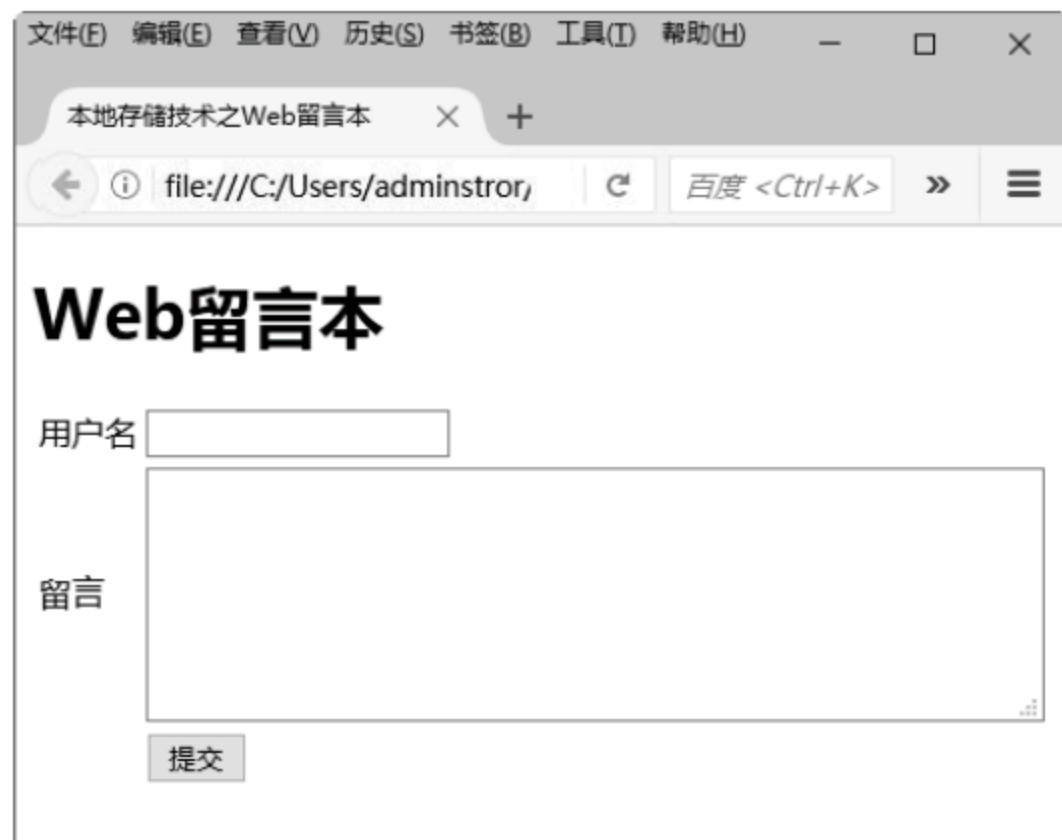 文件(F) 编辑(E) 查看(V) 历史(S) 书签(B) 工具(T) 帮助(H)
本地存储技术之Web留言本
file:///C:/Users/adminstror/ 百度 <Ctrl+K>
Web留言本
用户名
留言
提交